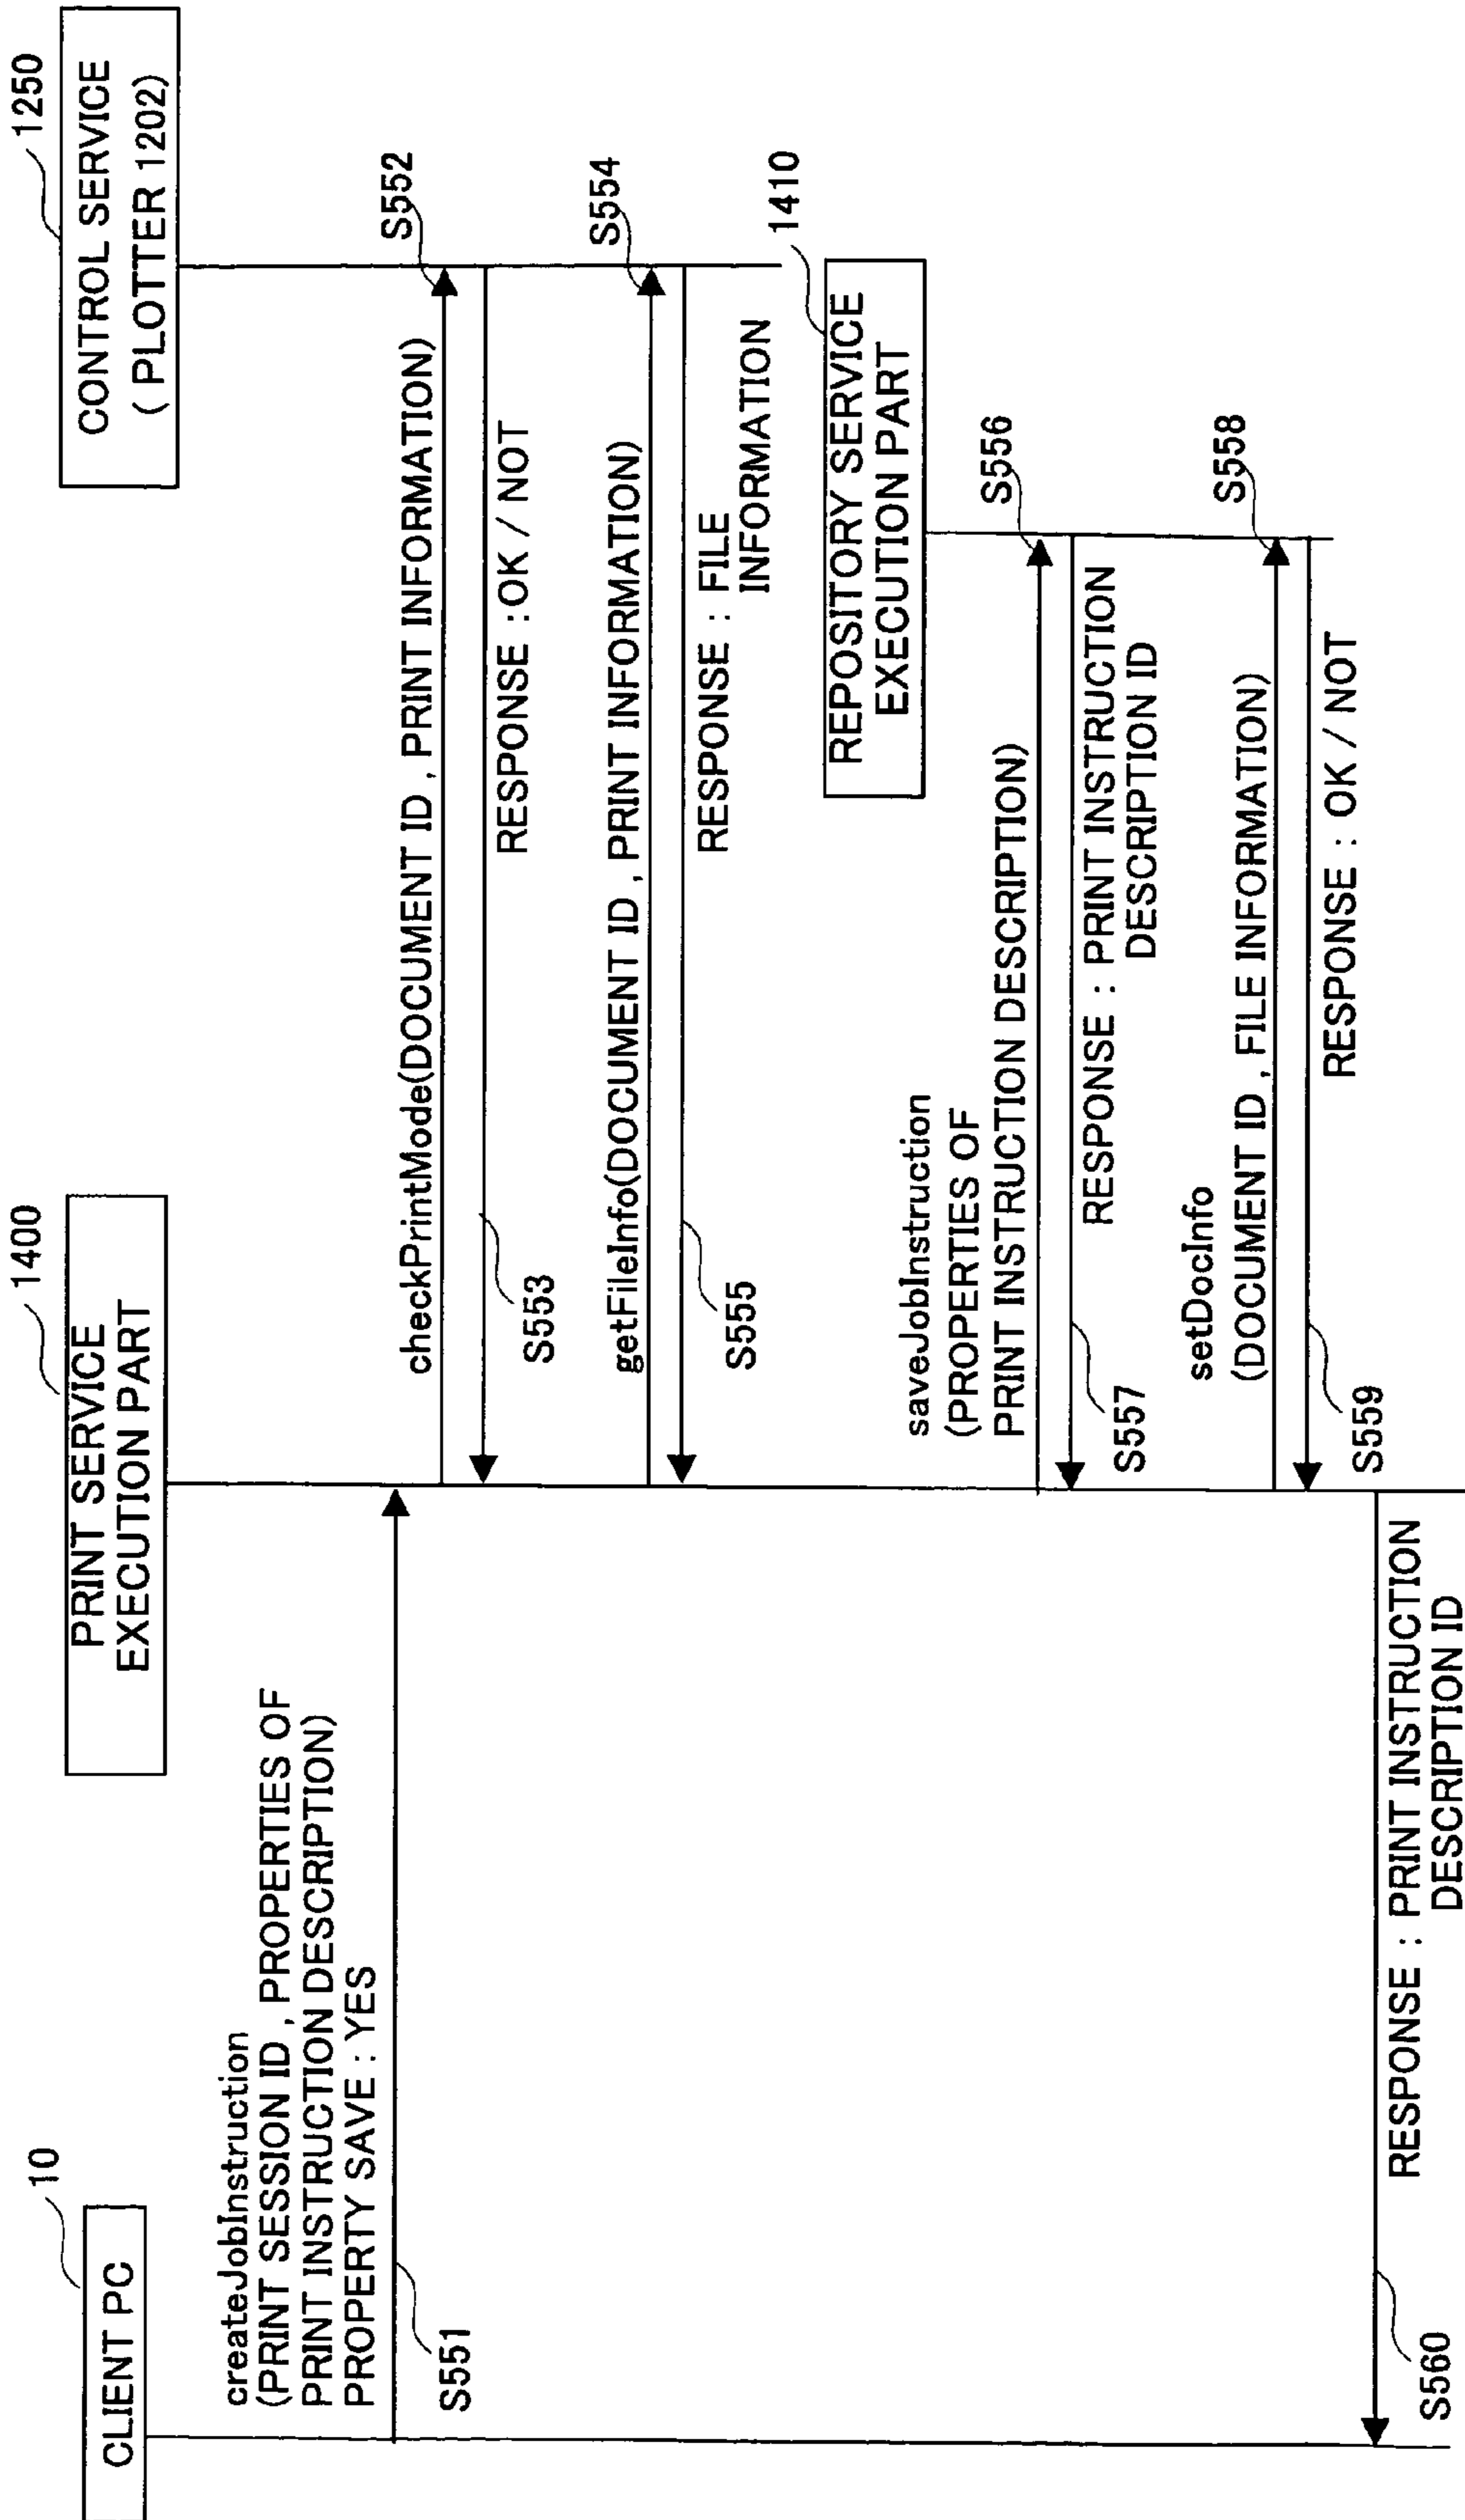 10
CLIENT PC
1400
PRINT SERVICE
EXECUTION PART
1250
CONTROL SERVICE
( PLOTTER 1202)
createJobInstruction
(PRINT SESSION ID , PROPERTIES OF
PRINT INSTRUCTION DESCRIPTION)
PROPERTY SAVE : YES
S551
checkPrintMode(DOCUMENT ID , PRINT INFORMATION)
S552
RESPONSE : OK / NOT
S553
getFileInfo(DOCUMENT ID , PRINT INFORMATION)
S554
RESPONSE : FILE
INFORMATION
S555
1410
REPOSITORY SERVICE
EXECUTION PART
saveJobInstruction
(PROPERTIES OF
PRINT INSTRUCTION DESCRIPTION)
S556
RESPONSE : PRINT INSTRUCTION
DESCRIPTION ID
S557
setDocInfo
(DOCUMENT ID , FILE INFORMATION)
S558
RESPONSE : OK / NOT
S559
RESPONSE : PRINT INSTRUCTION
DESCRIPTION ID
S560